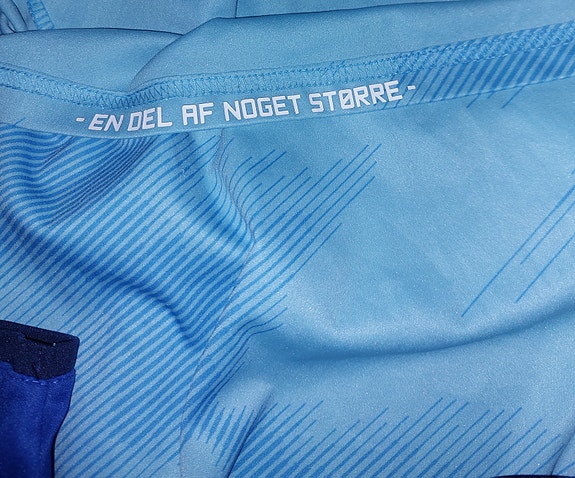 - EN DEL AF NOGET STØRRE -